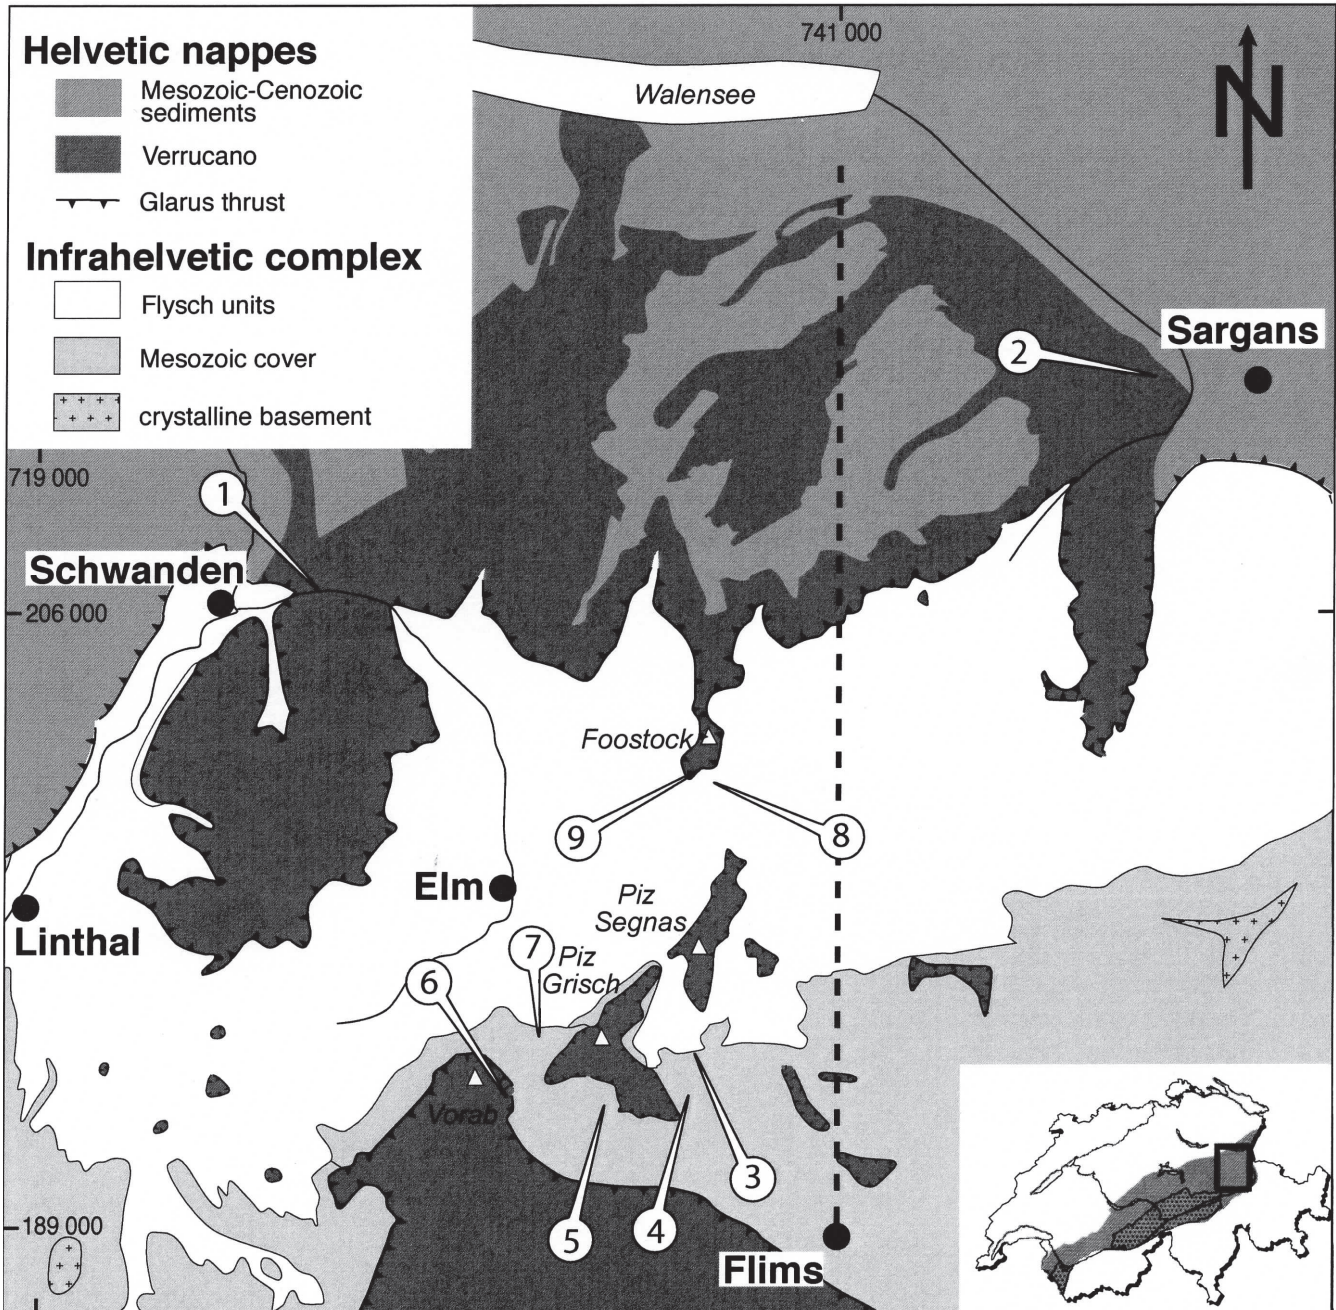 Helvetic nappes
Mesozoic-Cenozoic
sediments
Verrucano
Glarus thrust
Infrahelvetic complex
Flysch units
Mesozoic cover
crystalline basement
741 000
Walensee
N
2
Sargans
719 000
1
Schwanden
206 000
Foostock
9
8
Elm
Piz
Segnas
Linthal
7
Piz
Grisch
6
Vorab
3
5
4
189 000
Flims